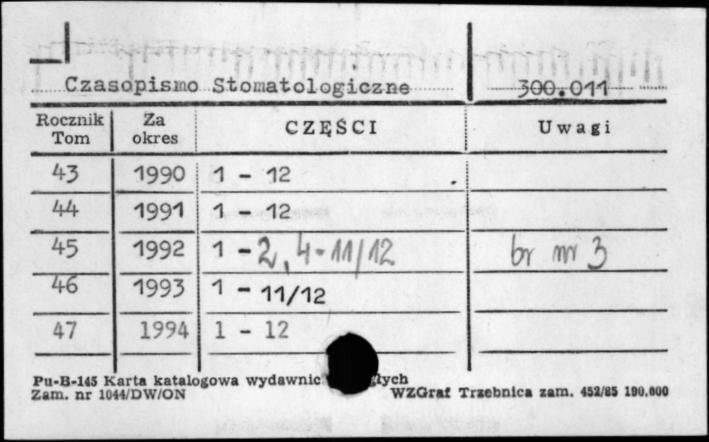 Czasopismo Stomatologiczne 300.011
Rocznik Tom Za okres CZĘŚCI Uwagi
43 1990 1 - 12
44 1991 1 - 12
45 1992 1 - 2, 4-11/12 br nr 3
46 1993 1 - 11/12
47 1994 1 - 12
Pu-B-145 Karta katalogowa wydawnic
Zam. nr 1044/DW/ON WZGraf Trzebnica zam. 452/85 190.000